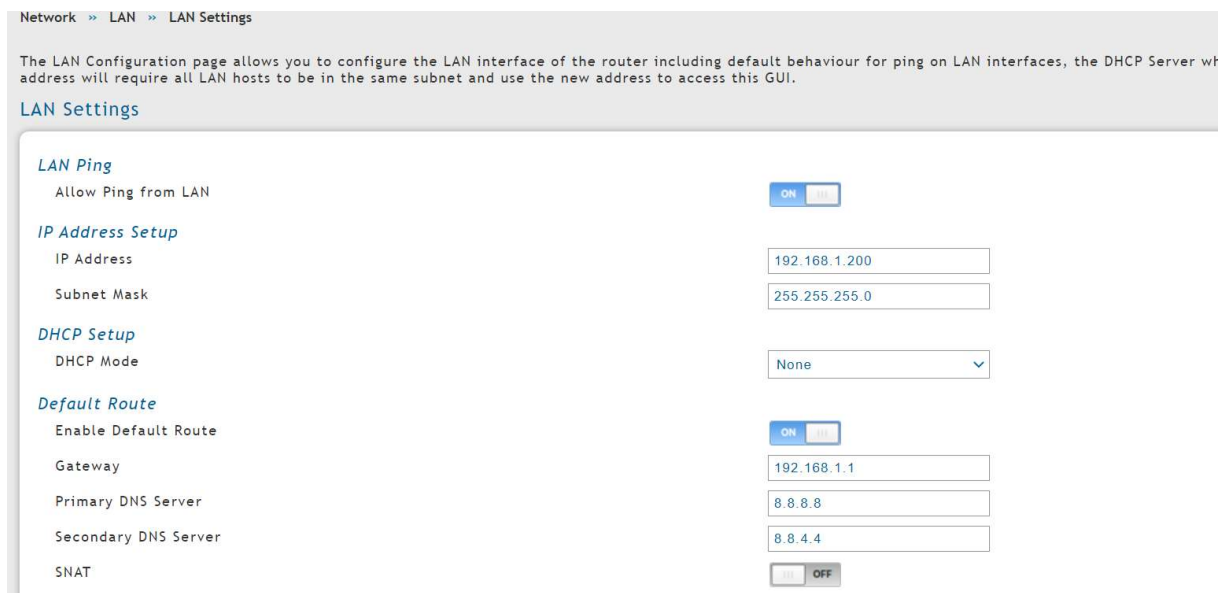 Network » LAN » LAN Settings
The LAN Configuration page allows you to configure the LAN interface of the router including default behaviour for ping on LAN interfaces, the DHCP Server
address will require all LAN hosts to be in the same subnet and use the new address to access this GUI.
LAN Settings
LAN Ping
Allow Ping from LAN ON
IP Address Setup
IP Address 192.168.1.200
Subnet Mask 255.255.255.0
DHCP Setup
DHCP Mode None
Default Route
Enable Default Route ON
Gateway 192.168.1.1
Primary DNS Server 8.8.8.8
Secondary DNS Server 8.8.4.4
SNAT OFF